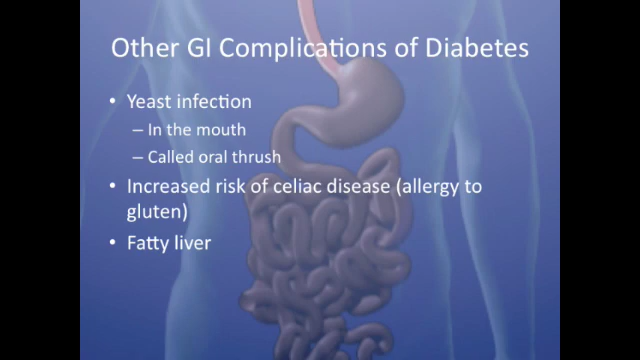 Other GI Complications of Diabetes
• Yeast infection
– In the mouth
– Called oral thrush
• Increased risk of celiac disease (allergy to
gluten)
• Fatty liver